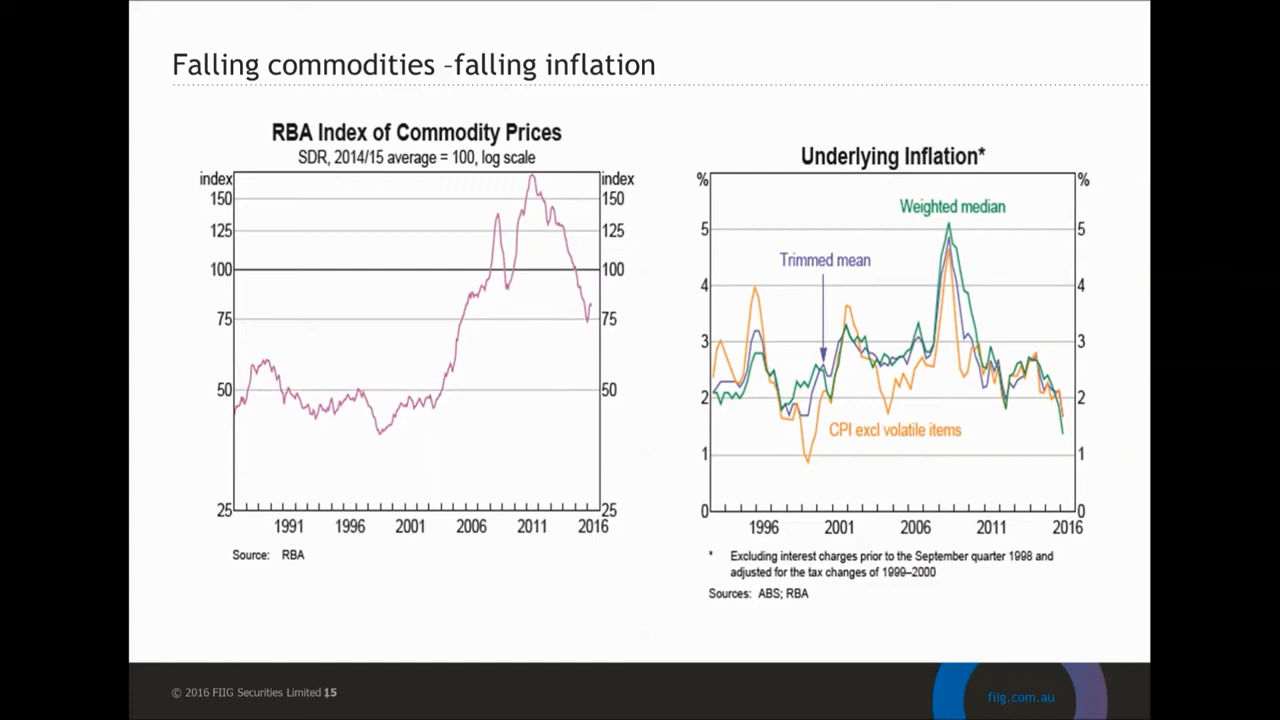 Falling commodities –falling inflation
RBA Index of Commodity Prices
SDR, 2014/15 average = 100, log scale
index
index
150
150
125
125
100
100
75
75
50
50
25
25
1991
1996
2001
2006
2011
2016
Source: RBA
Underlying Inflation*
%
%
Weighted median
5
5
Trimmed mean
4
4
3
3
2
2
CPI excl volatile items
1
1
0
0
1996
2001
2006
2011
2016
* Excluding interest charges prior to the September quarter 1998 and
adjusted for the tax changes of 1999–2000
Sources: ABS; RBA
© 2016 FIIG Securities Limited 15
fiig.com.au